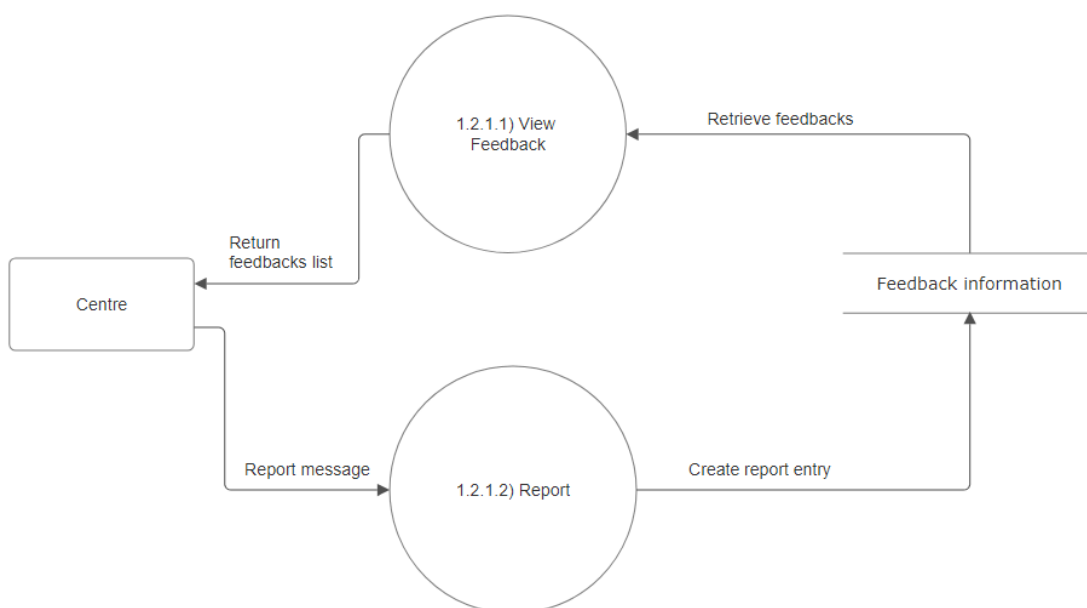 1.2.1.1) View
Feedback
Retrieve feedbacks
Return
feedbacks list
Centre
Feedback information
Report message
1.2.1.2) Report
Create report entry